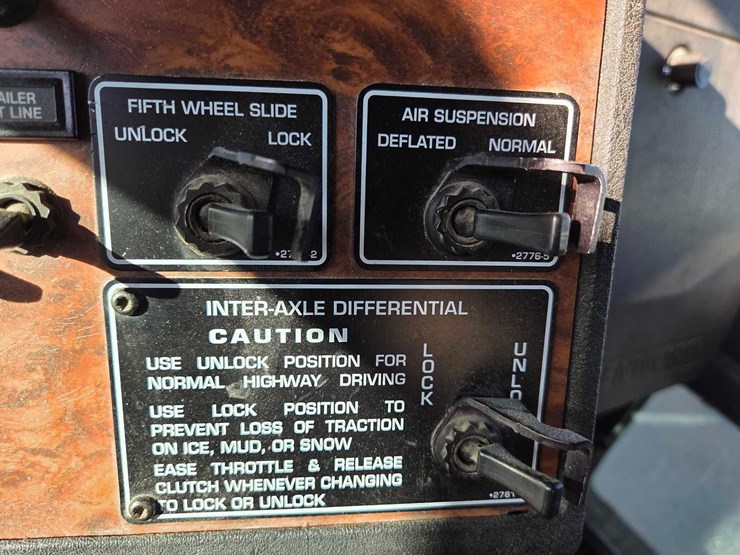 AILER
T LINE
FIFTH WHEEL SLIDE
UNLOCK LOCK
AIR SUSPENSION
DEFLATED NORMAL
•2776-5
INTER-AXLE DIFFERENTIAL
CAUTION
USE UNLOCK POSITION FOR
NORMAL HIGHWAY DRIVING
USE LOCK POSITION TO
PREVENT LOSS OF TRACTION
ON ICE, MUD, OR SNOW
EASE THROTTLE & RELEASE
CLUTCH WHENEVER CHANGING
TO LOCK OR UNLOCK
LOCK
UNLO